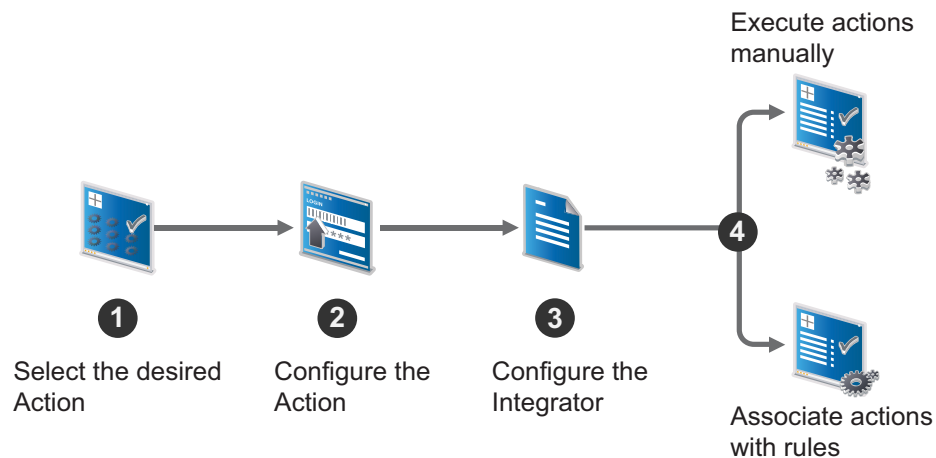 Execute actions
manually
LOGIN
****
4
1
2
3
Select the desired
Action
Configure the
Action
Configure the
Integrator
Associate actions
with rules